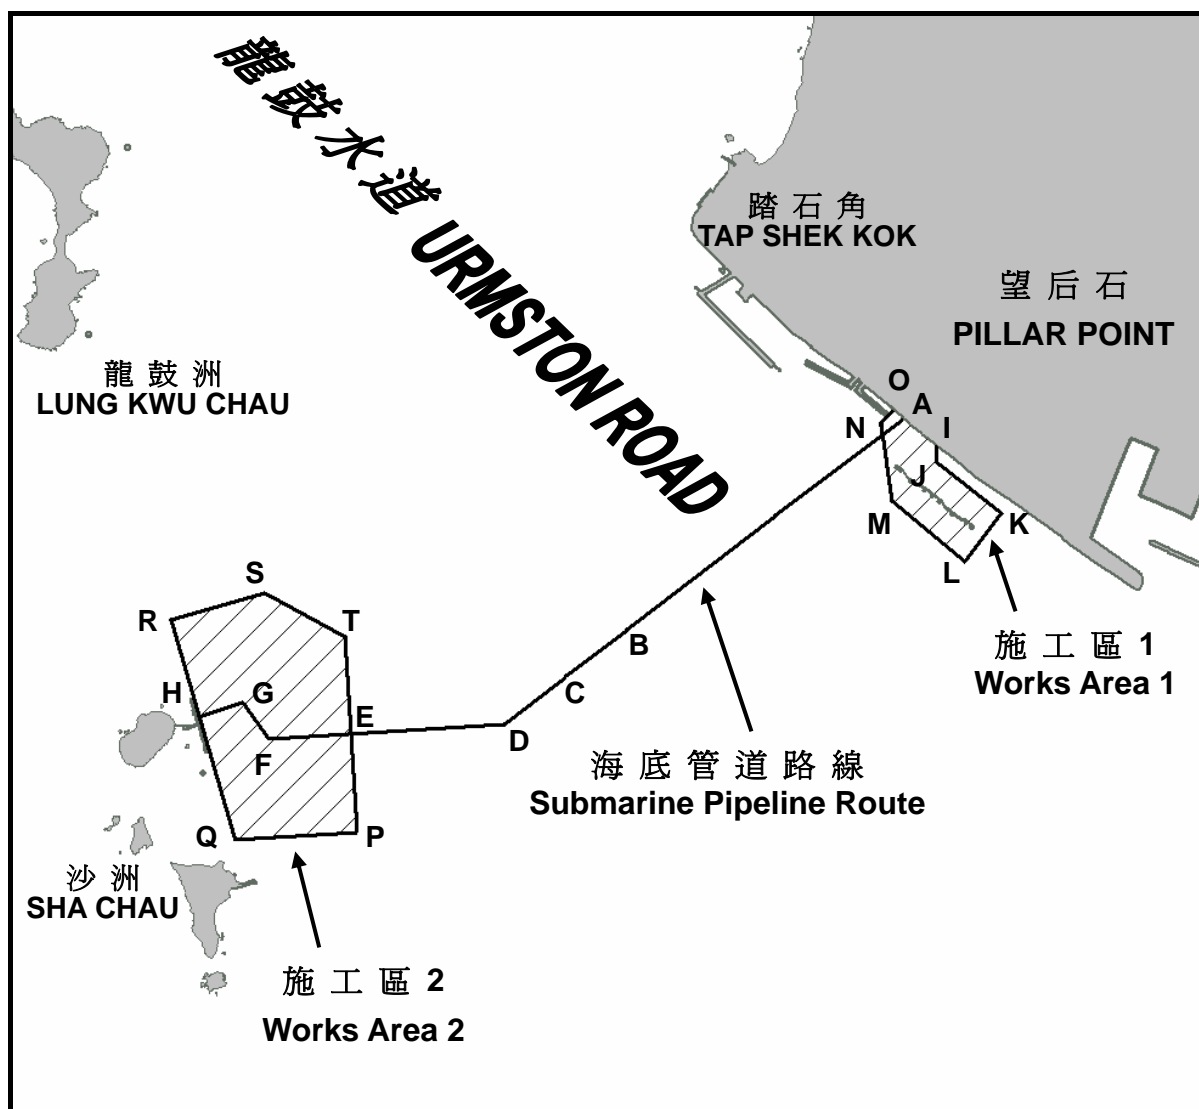 龍鼓水道 URMSTON ROAD
踏石角
TAP SHEK KOK
望后石
PILLAR POINT
龍鼓洲
LUNG KWU CHAU
O
A
N
I
J
M
K
L
S
R
T
B
施工區 1
Works Area 1
H
G
C
E
D
F
海底管道路線
Submarine Pipeline Route
Q
P
沙洲
SHA CHAU
施工區 2
Works Area 2